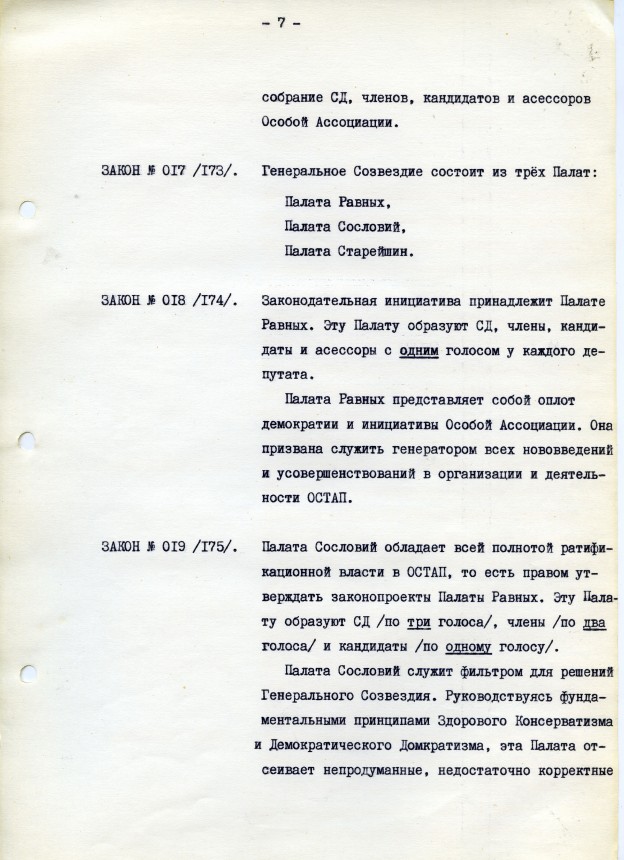 - 7 -
собрание СД, членов, кандидатов и асессоров
Особой Ассоциации.
ЗАКОН № 017 /173/. Генеральное Созвездие состоит из трёх Палат:
Палата Равных,
Палата Сословий,
Палата Старейшин.
ЗАКОН № 018 /174/. Законодательная инициатива принадлежит Палате
Равных. Эту Палату образуют СД, члены, канди-
даты и асессоры с одним голосом у каждого де-
путата.
Палата Равных представляет собой оплот
демократии и инициативы Особой Ассоциации. Она
призвана служить генератором всех нововведений
и усовершенствований в организации и деятель-
ности ОСТАП.
ЗАКОН № 019 /175/. Палата Сословий обладает всей полнотой ратифи-
кационной власти в ОСТАП, то есть правом ут-
верждать законопроекты Палаты Равных. Эту Пала-
ту образуют СД /по три голоса/, члены /по два
голоса/ и кандидаты /по одному голосу/.
Палата Сословий служит фильтром для решений
Генерального Созвездия. Руководствуясь фунда-
ментальными принципами Здорового Консерватизма
и Демократического Домкратизма, эта Палата от-
сеивает непродуманные, недостаточно корректные